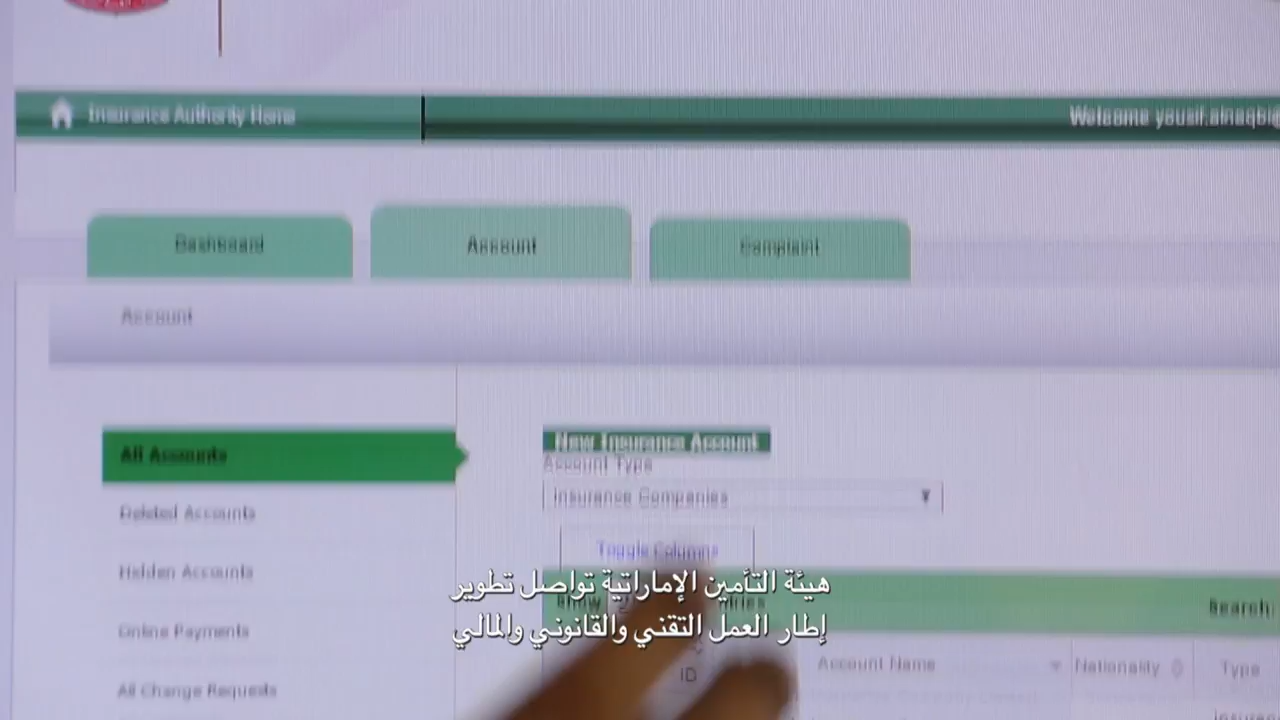 Insurance Authority Home
Welcome yousif.alnaqbi
Dashboard
Account
Complaint
Account
All Accounts
New Insurance Account
Account Type
Deleted Accounts
Insurance Companies
Toggle Columns
Hidden Accounts
هيئة التأمين الإماراتية تواصل تطوير
Show
Search:
إطار العمل التقني والقانوني والمالي
Online Payments
Account Name
Nationality
Type
ID
All Change Requests